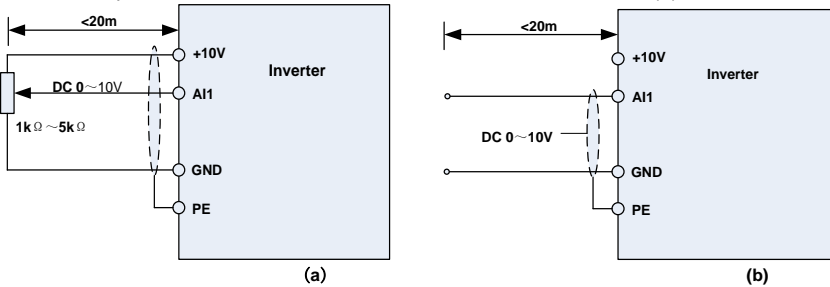 <20m
+10V
Inverter
DC 0～10V
AI1
1kΩ～5kΩ
GND
PE
(a)
<20m
+10V
Inverter
AI1
DC 0～10V
GND
PE
(b)